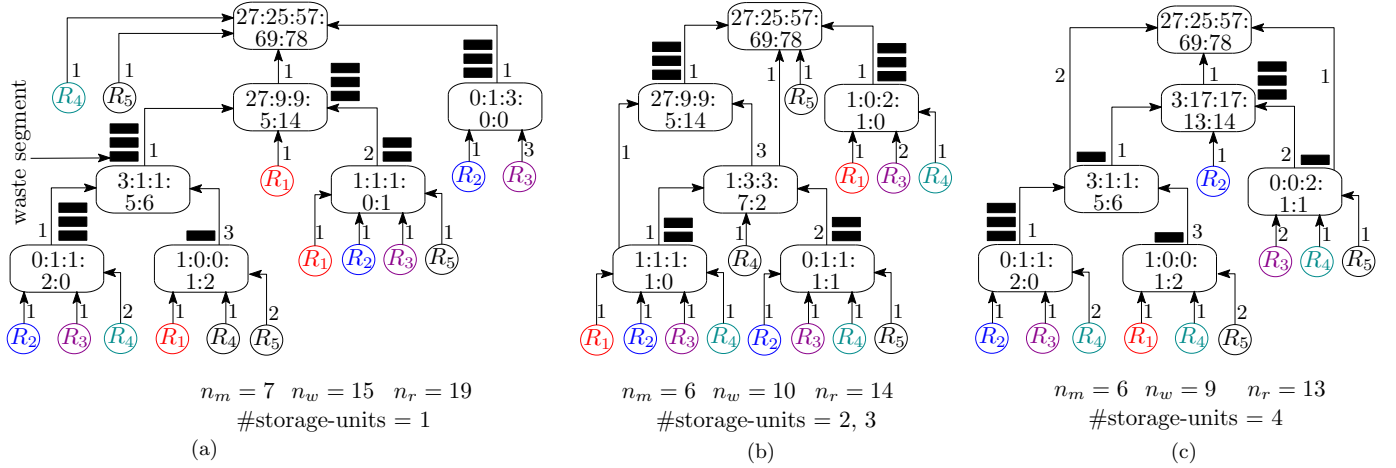 27:25:57:
69:78
1
1
1
1
R4
R5
27:9:9:
5:14
0:1:3:
0:0
waste segment
1
1
2
1
3
R1
R2
R3
3:1:1:
5:6
1:1:1:
0:1
1
3
1
1
1
1
R1
R2
R3
R5
0:1:1:
2:0
1:0:0:
1:2
1
1
2
1
1
2
R2
R3
R4
R1
R4
R5
nm = 7 nw = 15 nr = 19
#storage-units = 1
(a)
27:25:57:
69:78
1
1
1
1
R5
27:9:9:
5:14
1:0:2:
1:0
1
3
1
2
1
R1
R3
R4
1:3:3:
7:2
1
1
2
R4
1:1:1:
1:0
0:1:1:
1:1
1
1
1
1
1
1
1
1
R1
R2
R3
R4
R2
R3
R4
R5
nm = 6 nw = 10 nr = 14
#storage-units = 2, 3
(b)
27:25:57:
69:78
2
1
1
3:17:17:
13:14
1
1
2
R2
3:1:1:
5:6
0:0:2:
1:1
1
3
2
1
1
R3
R4
R5
0:1:1:
2:0
1:0:0:
1:2
1
1
2
1
1
2
R2
R3
R4
R1
R4
R5
nm = 6 nw = 9 nr = 13
#storage-units = 4
(c)